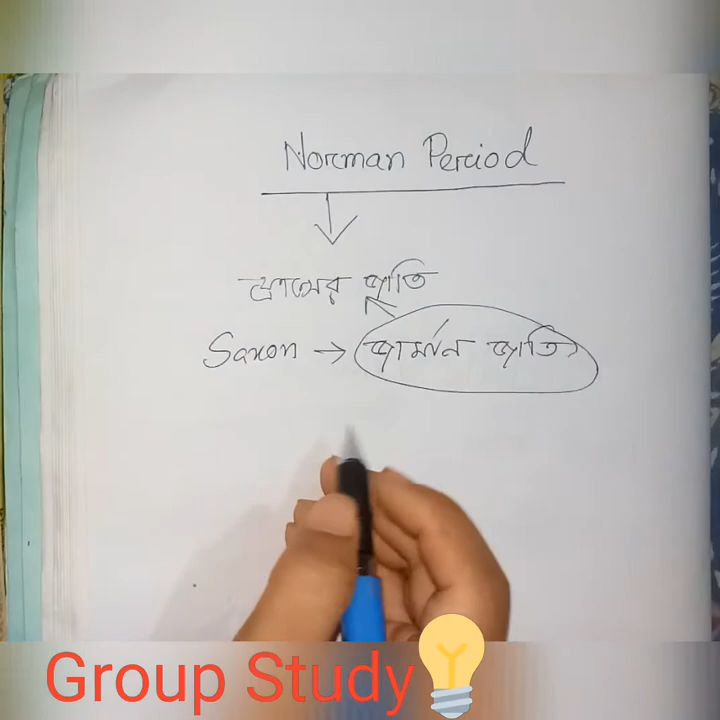 Norman Period
ফ্রান্সের জাতি
Saxon → (জার্মান জাতি)
Group Study